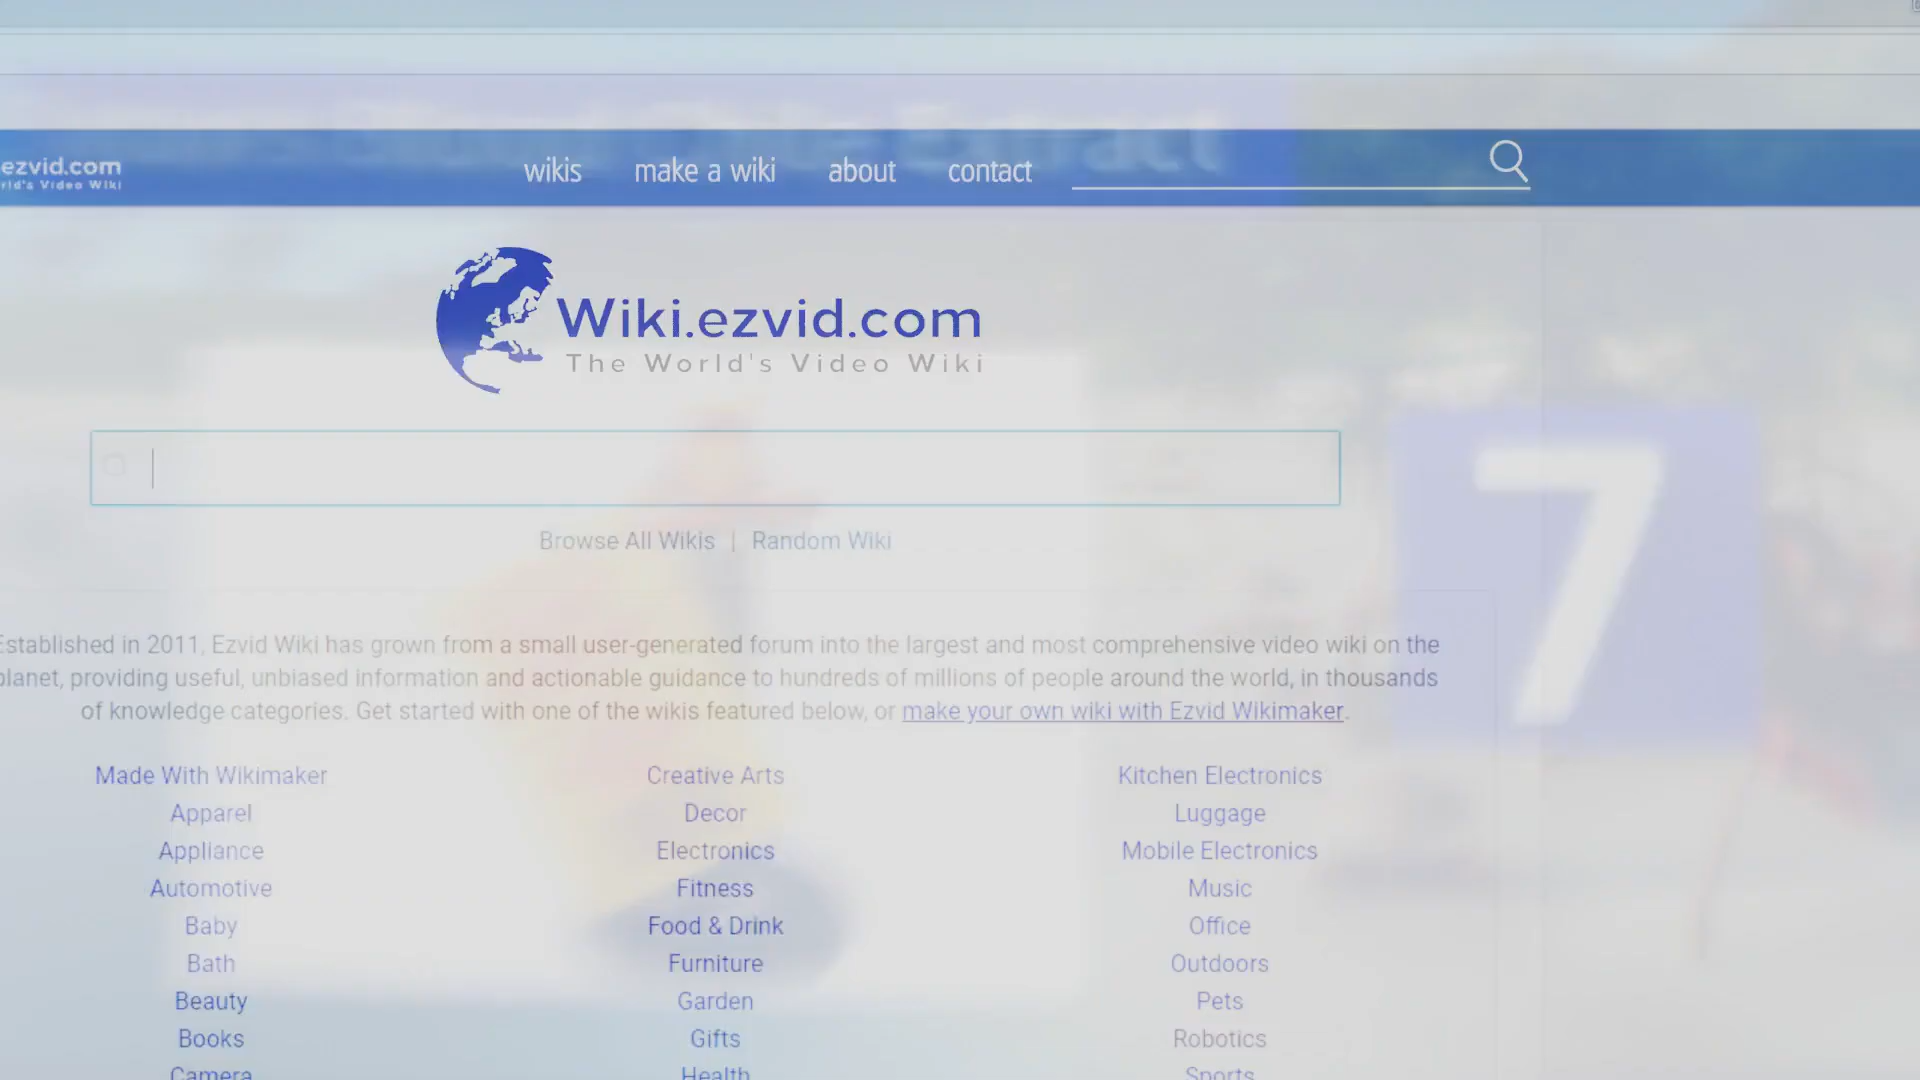 ezvid.com
wikis make a wiki about contact
Extract
Wiki.ezvid.com
The World's Video Wiki
Browse All Wikis | Random Wiki
7
Established in 2011, Ezvid Wiki has grown from a small user-generated forum into the largest and most comprehensive video wiki on the
planet, providing useful, unbiased information and actionable guidance to hundreds of millions of people around the world, in thousands
of knowledge categories. Get started with one of the wikis featured below, or make your own wiki with Ezvid Wikimaker.
Made With Wikimaker Creative Arts Kitchen Electronics
Apparel Decor Luggage
Appliance Electronics Mobile Electronics
Automotive Fitness Music
Baby Food & Drink Office
Bath Furniture Outdoors
Beauty Garden Pets
Books Gifts Robotics
Camera Health Sports